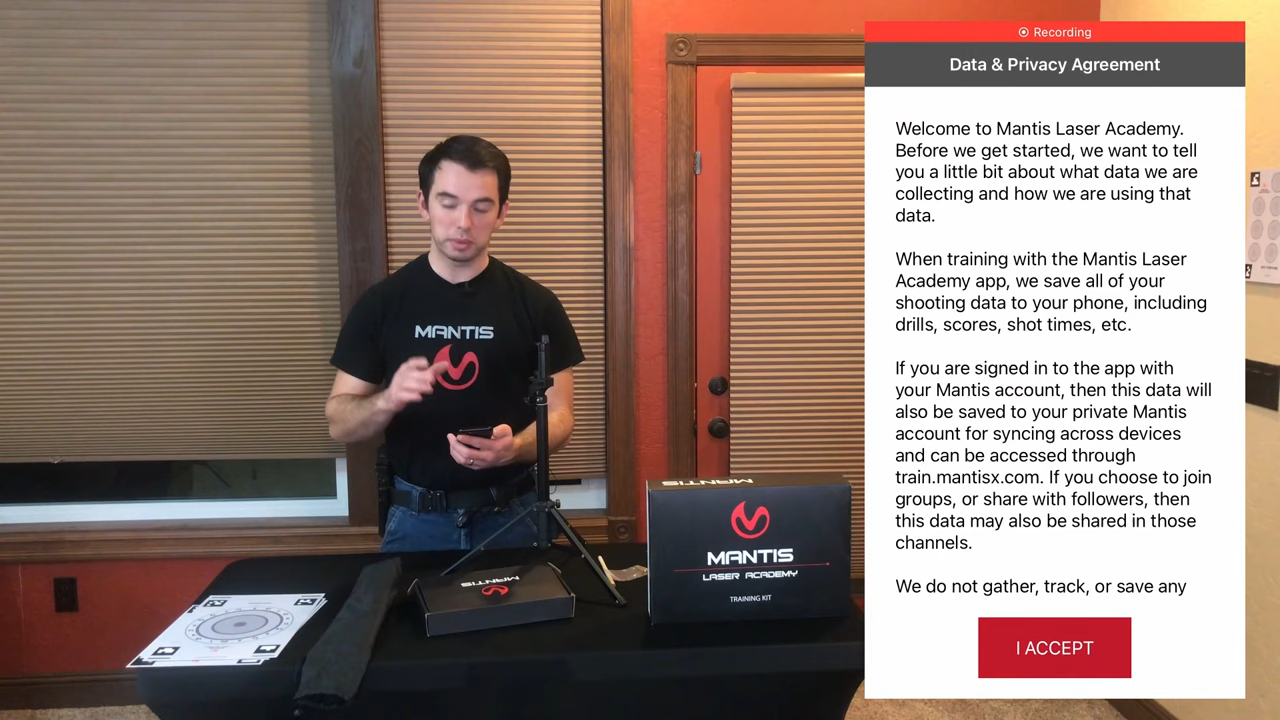 Recording
Data & Privacy Agreement
Welcome to Mantis Laser Academy.
Before we get started, we want to tell
you a little bit about what data we are
collecting and how we are using that
data.
When training with the Mantis Laser
Academy app, we save all of your
shooting data to your phone, including
drills, scores, shot times, etc.
If you are signed in to the app with
your Mantis account, then this data will
also be saved to your private Mantis
account for syncing across devices
and can be accessed through
train.mantisx.com. If you choose to join
groups, or share with followers, then
this data may also be shared in those
channels.
We do not gather, track, or save any
I ACCEPT
MANTIS
MANTIS
MANTIS
MANTIS
LASER ACADEMY
TRAINING KIT